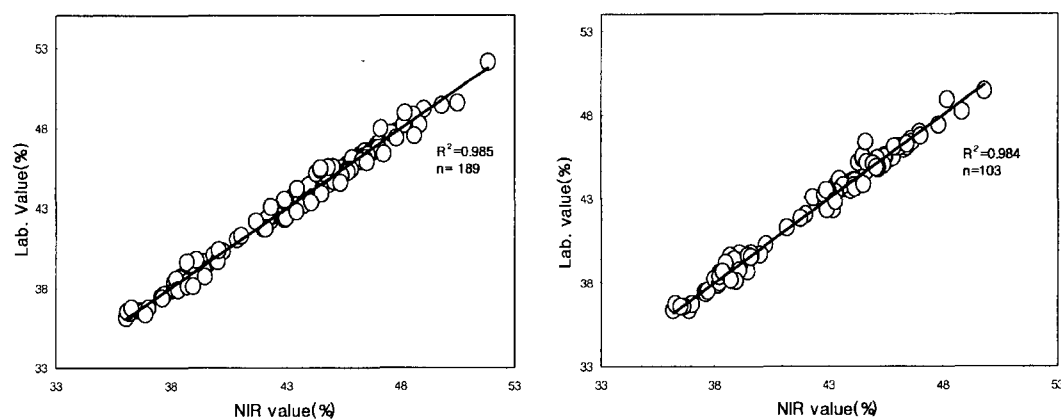 53
48
43
38
33
33 38 43 48 53
Lab. Value(%)
NIR value(%)
R²=0.985
n= 189
53
48
43
38
33
33 38 43 48 53
Lab. value(%)
NIR value(%)
R²=0.984
n=103